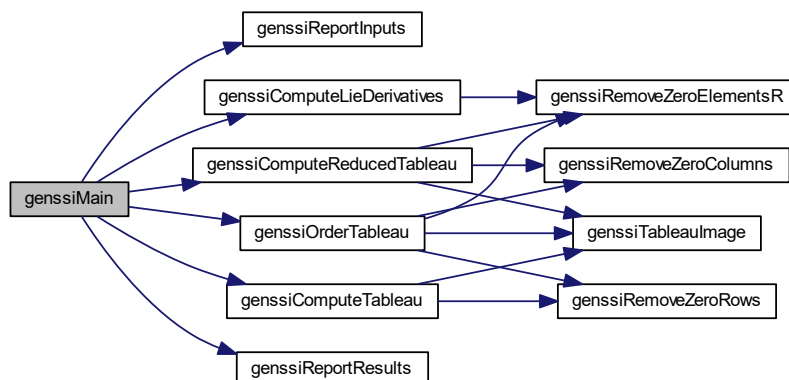 genssiMain
genssiReportInputs
genssiComputeLieDerivatives
genssiComputeReducedTableau
genssiOrderTableau
genssiComputeTableau
genssiReportResults
genssiRemoveZeroElementsR
genssiRemoveZeroColumns
genssiTableauImage
genssiRemoveZeroRows